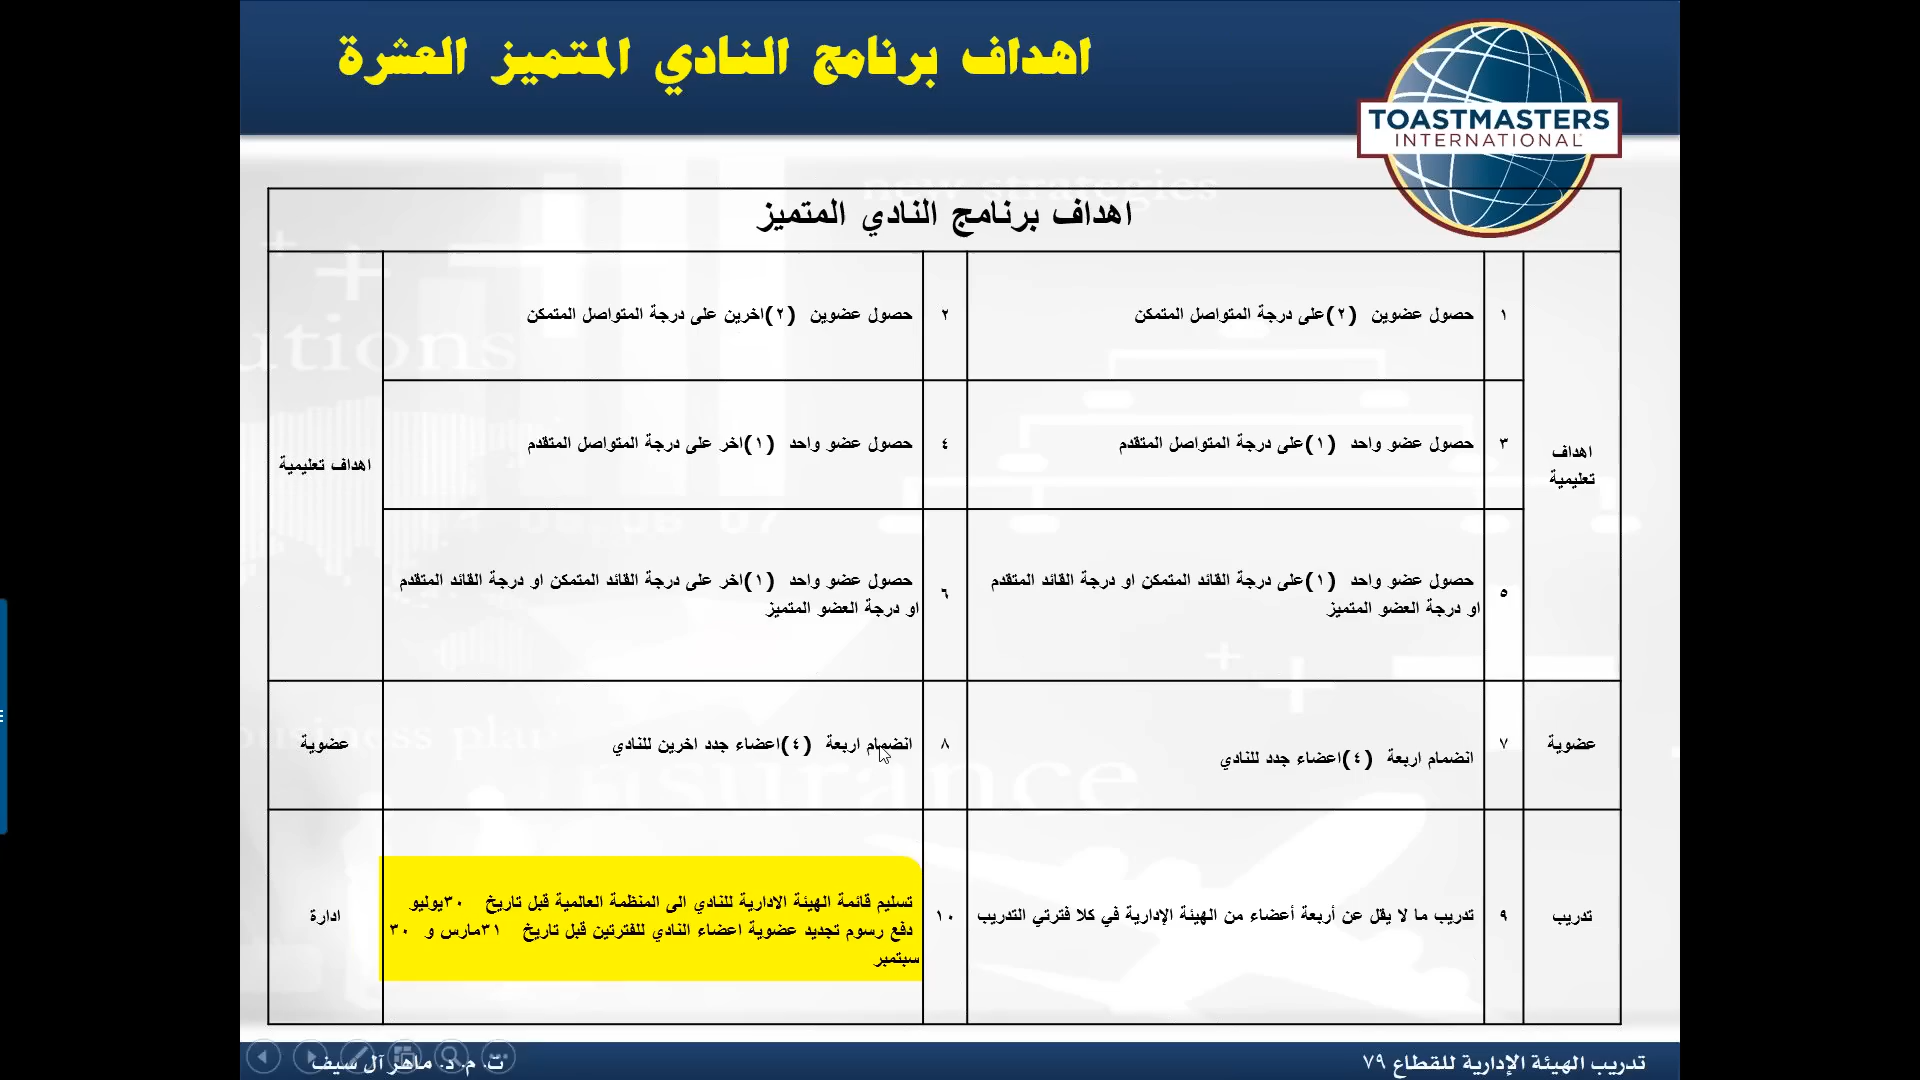 اهداف برنامج النادي المتميز العشرة
TOASTMASTERS
INTERNATIONAL
new strategies
اهداف برنامج النادي المتميز
اهداف
تعليمية
١
حصول عضوين (٢)على درجة المتواصل المتمكن
٢
حصول عضوين (٢)اخرين على درجة المتواصل المتمكن
اهداف تعليمية
٣
حصول عضو واحد (١)على درجة المتواصل المتقدم
٤
حصول عضو واحد (١)اخر على درجة المتواصل المتقدم
٥
حصول عضو واحد (١)على درجة القائد المتمكن او درجة القائد المتقدم
او درجة العضو المتميز
٦
حصول عضو واحد (١)اخر على درجة القائد المتمكن او درجة القائد المتقدم
او درجة العضو المتميز
عضوية
٧
انضمام اربعة (٤)اعضاء جدد للنادي
٨
انضمام اربعة (٤)اعضاء جدد اخرين للنادي
عضوية
تدريب
٩
تدريب ما لا يقل عن أربعة أعضاء من الهيئة الإدارية في كلا فترتي التدريب
١٠
تسليم قائمة الهيئة الادارية للنادي الى المنظمة العالمية قبل تاريخ ٣٠يوليو
دفع رسوم تجديد عضوية اعضاء النادي للفترتين قبل تاريخ ٣١مارس و ٣٠
سبتمبر
ادارة
utions
business plan
insurance
تدريب الهيئة الإدارية للقطاع ٧٩
ت. م. د. ماهر آل سيف